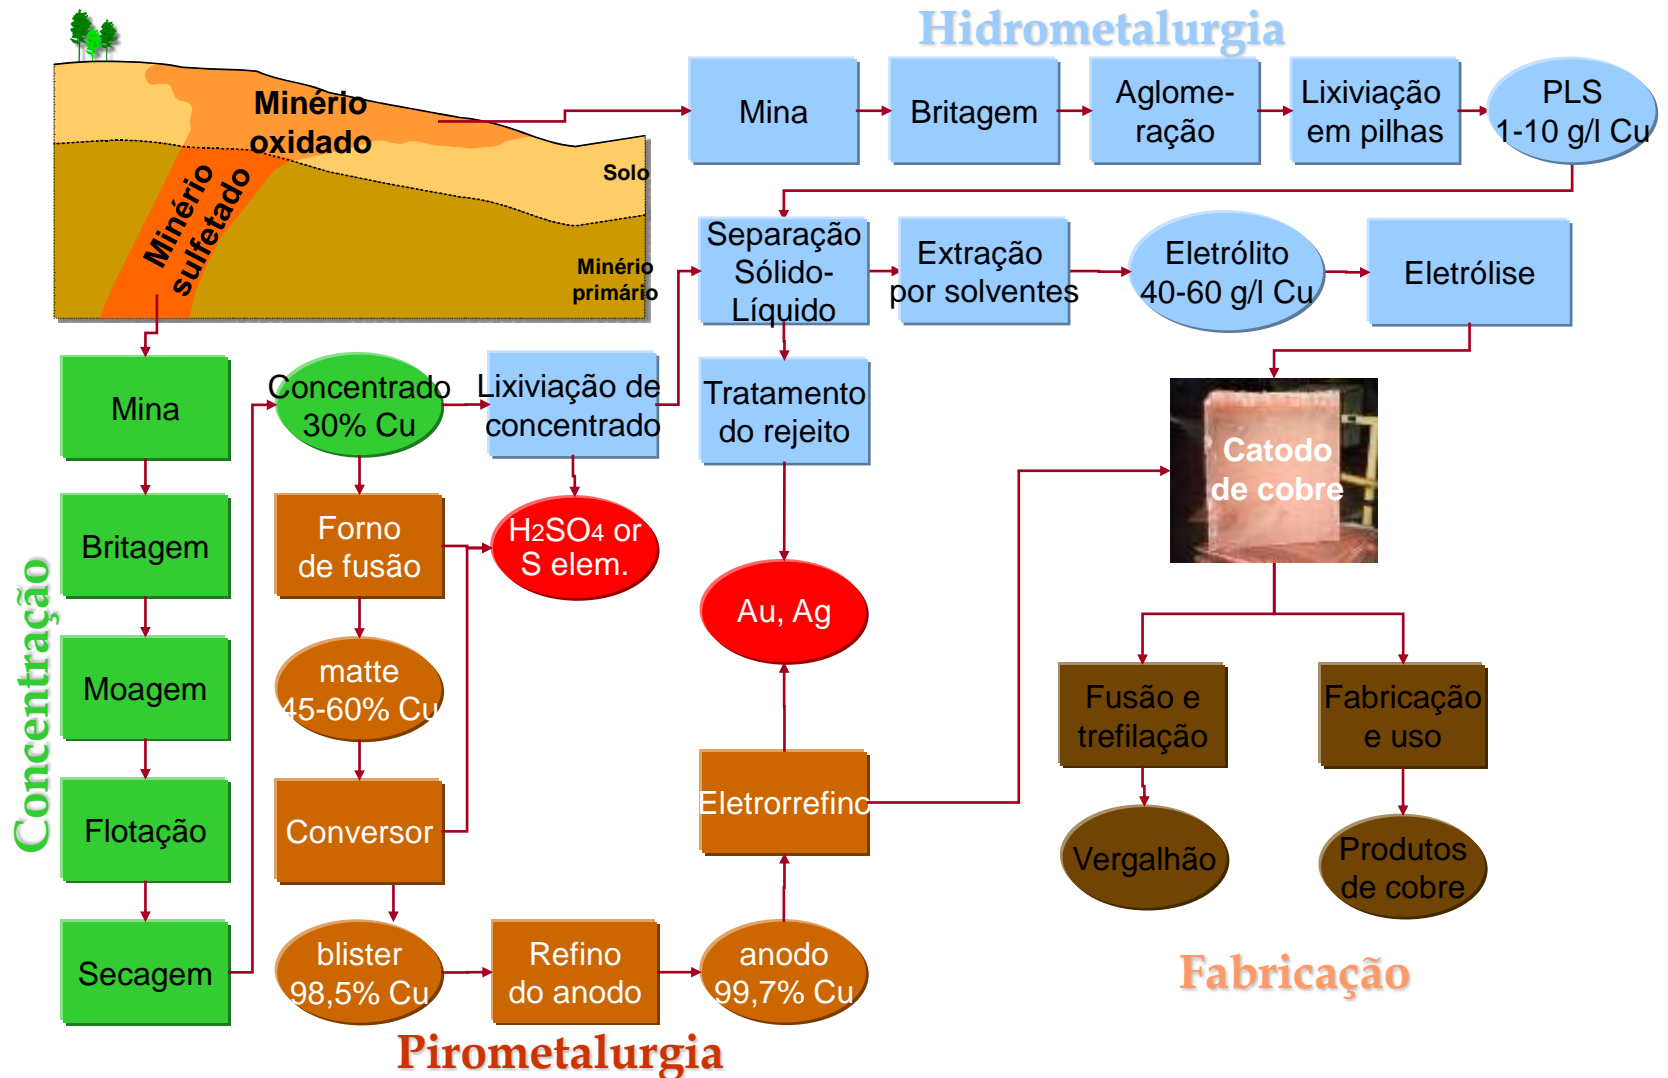 Hidrometalurgia
Minério
oxidado
Minério
sulfetado
Solo
Minério
primário
Mina
Britagem
Aglome-
ração
Lixiviação
em pilhas
PLS
1-10 g/l Cu
Separação
Sólido-
Líquido
Extração
por solventes
Eletrólito
40-60 g/l Cu
Eletrólise
Concentração
Mina
Britagem
Moagem
Flotação
Secagem
Concentrado
30% Cu
Lixiviação de
concentrado
Tratamento
do rejeito
Catodo
de cobre
Forno
de fusão
H2SO4 or
S elem.
Au, Ag
matte
45-60% Cu
Conversor
Eletrorrefino
blister
98,5% Cu
Refino
do anodo
anodo
99,7% Cu
Pirometalurgia
Fusão e
trefilação
Fabricação
e uso
Vergalhão
Produtos
de cobre
Fabricação